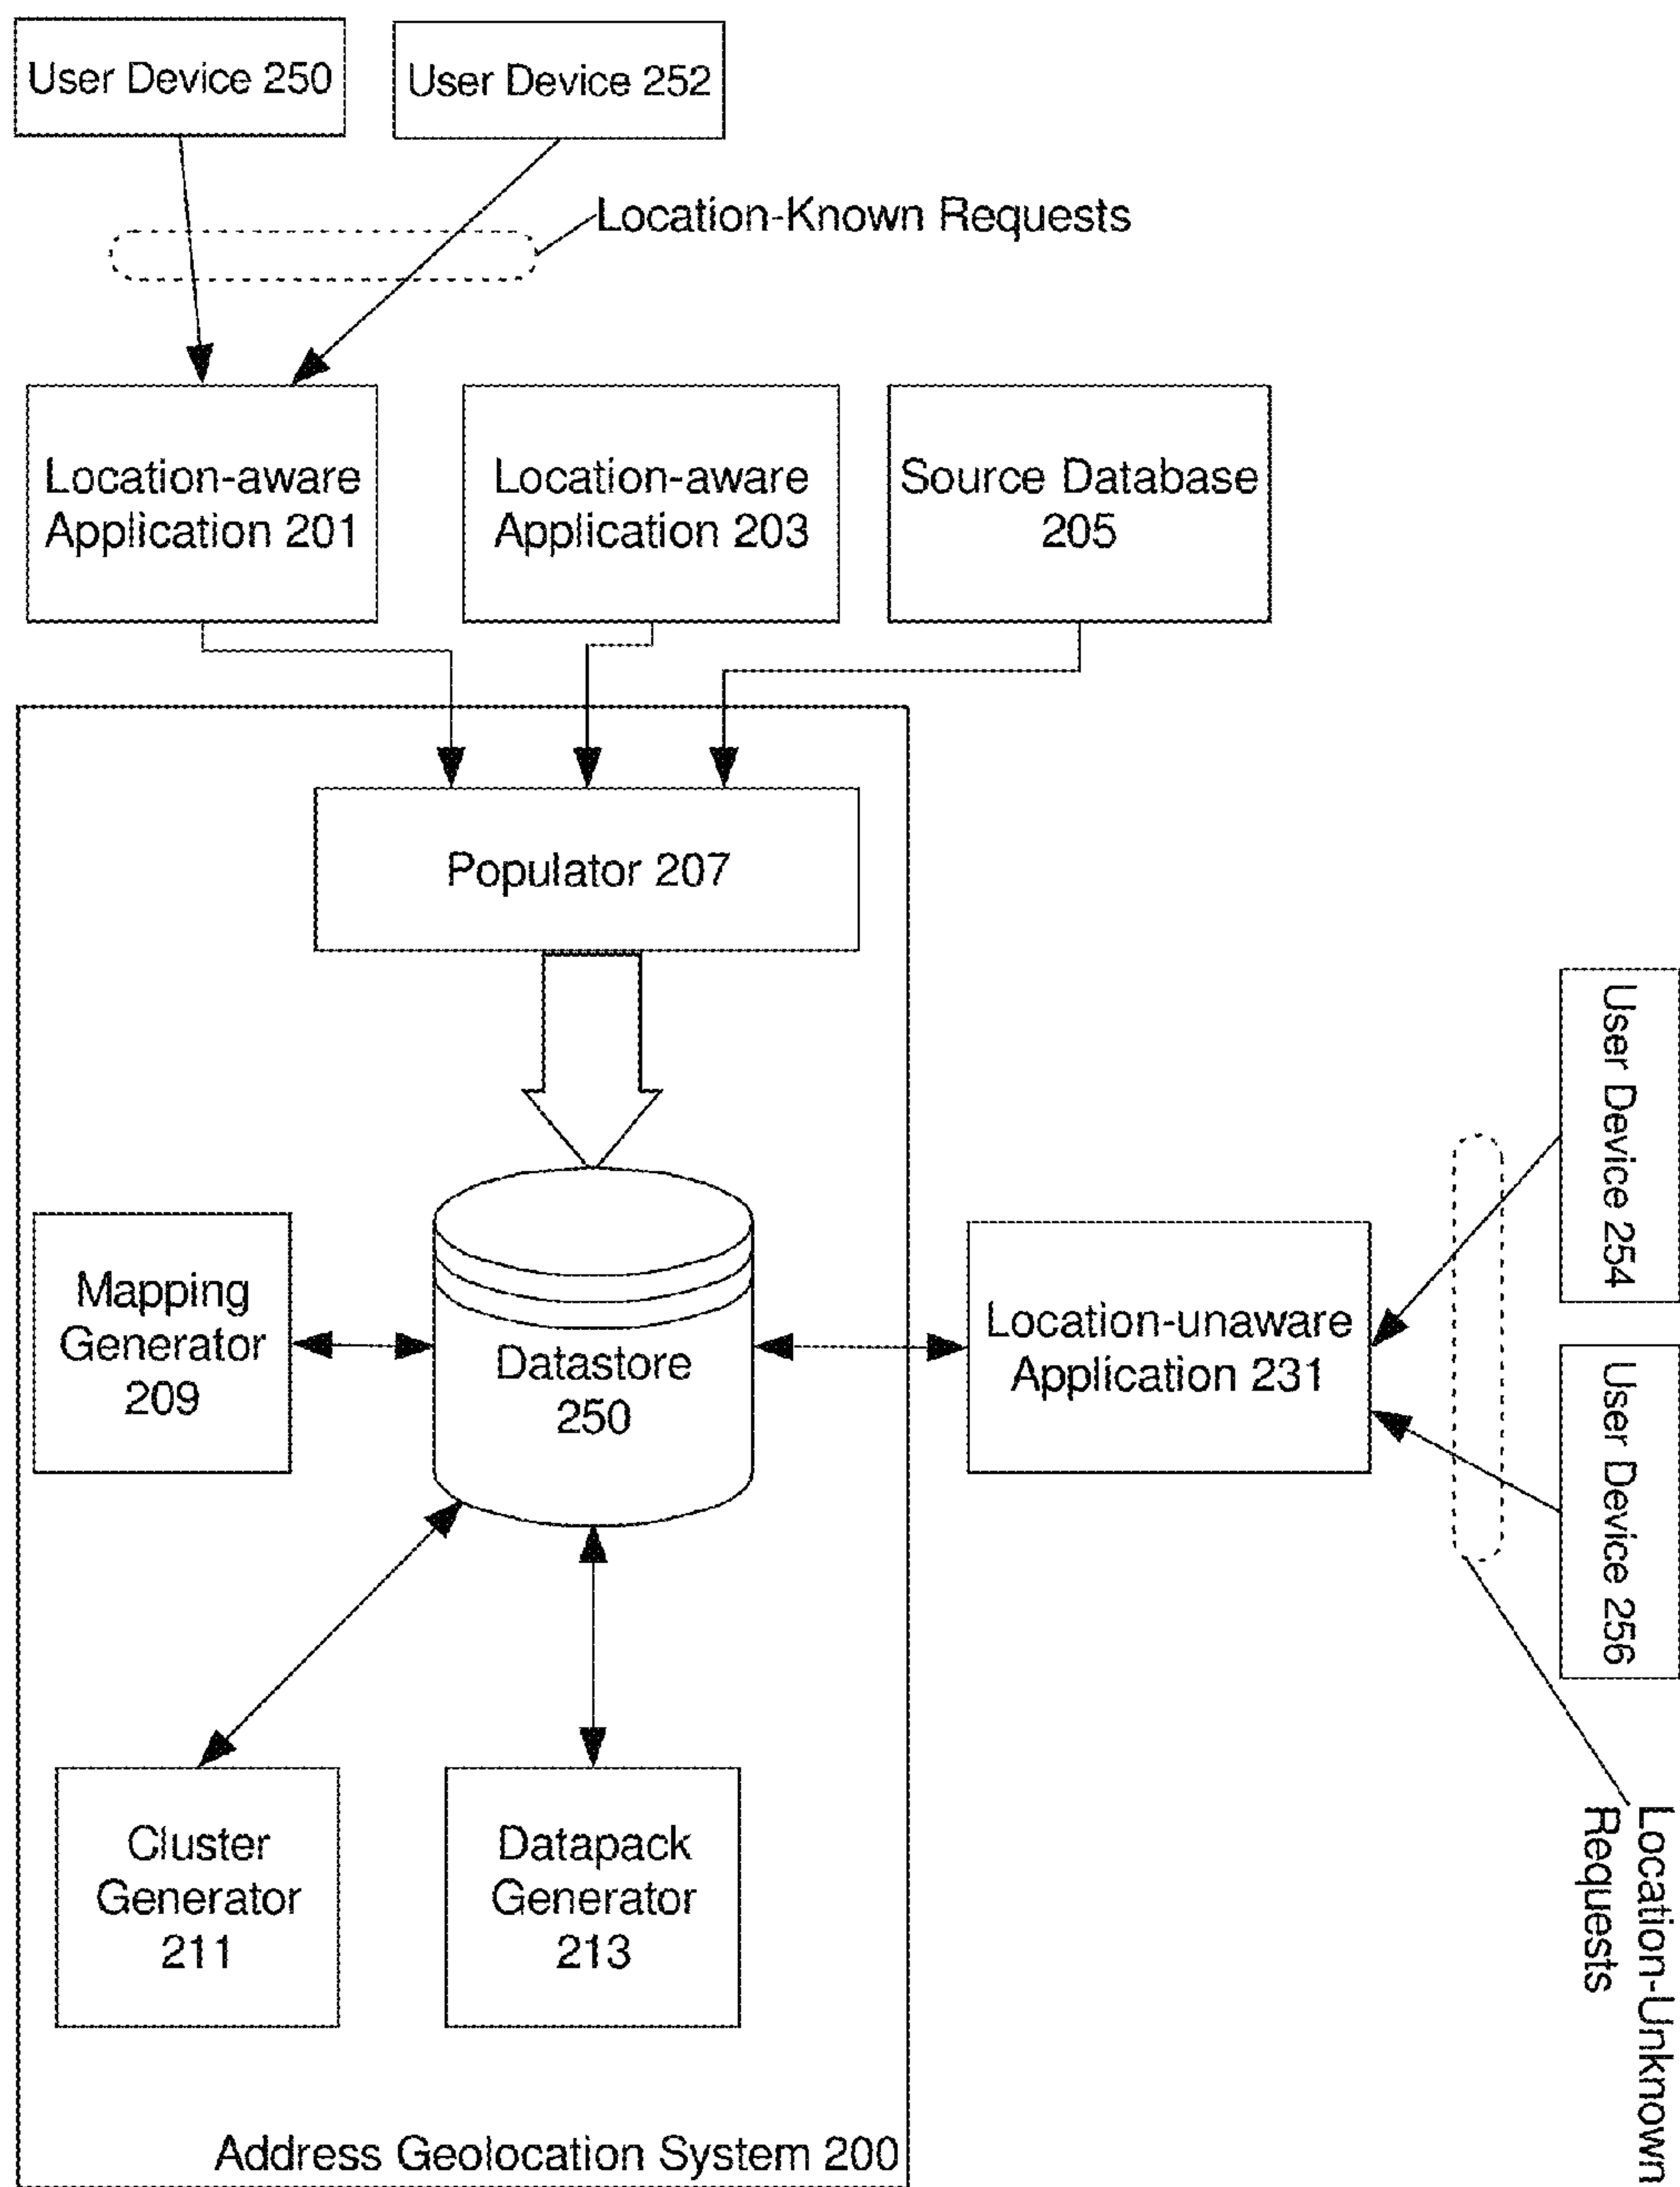 User Device 250
User Device 252
Location-Known Requests
Location-aware
Application 201
Location-aware
Application 203
Source Database
205
Populator 207
User Device 254
Mapping
Generator
209
Datastore
250
Location-unaware
Application 231
User Device 256
Cluster
Generator
211
Datapack
Generator
213
Location-Unknown
Requests
Address Geolocation System 200